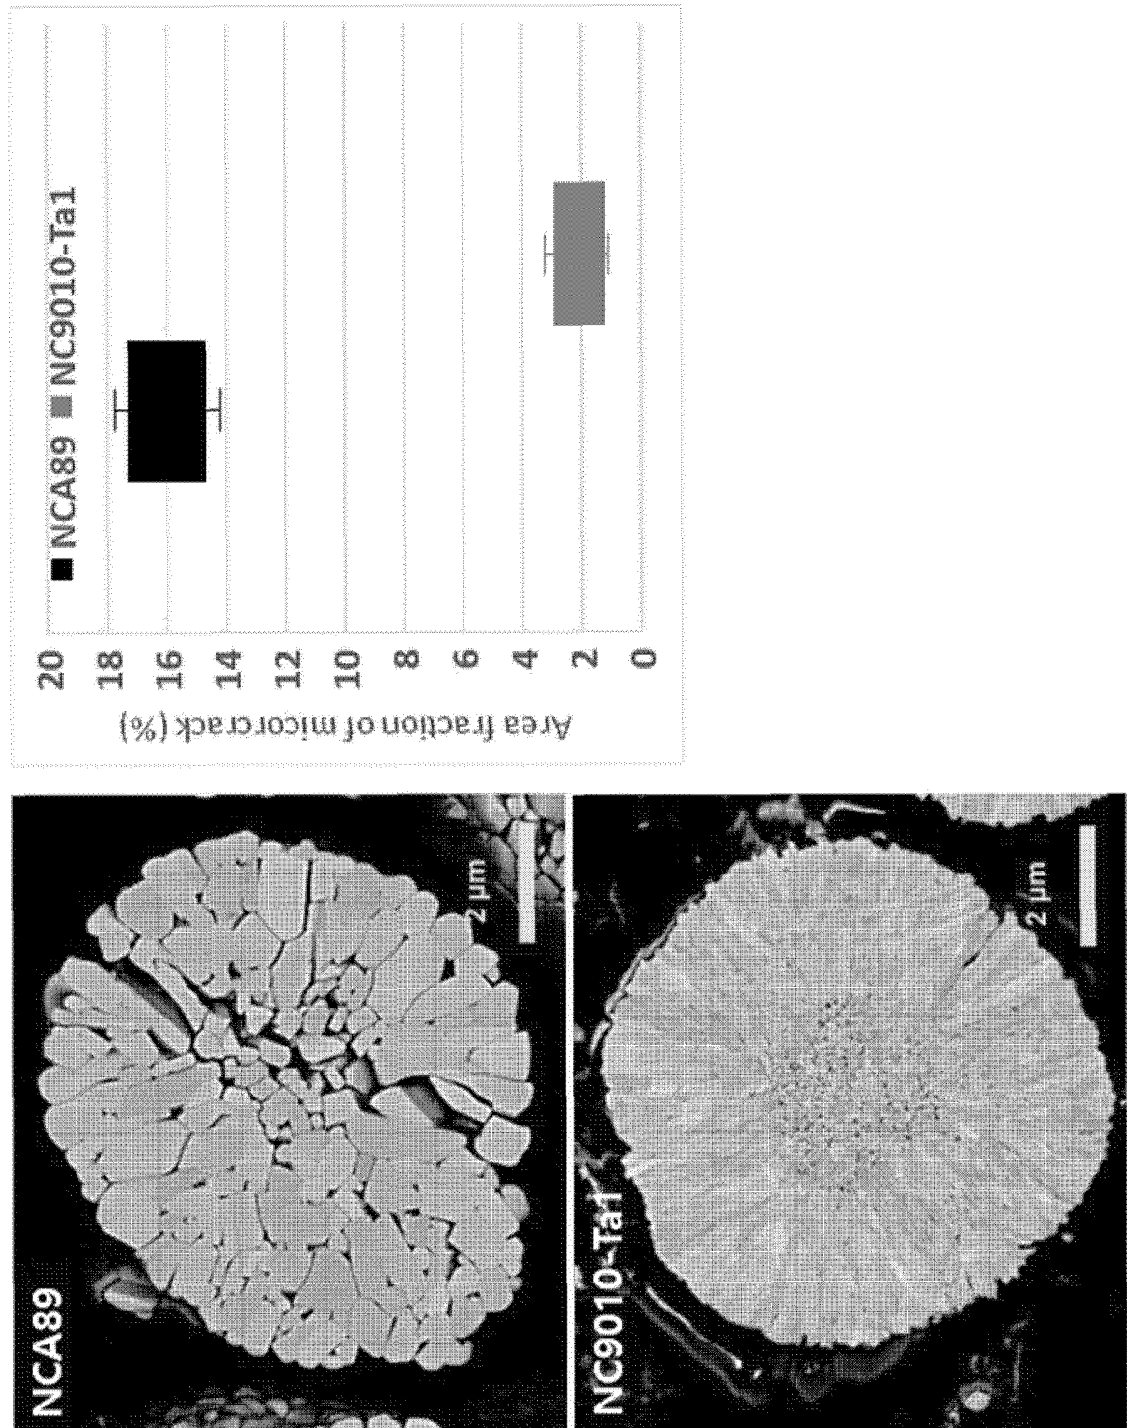 NCA89
2 µm
NC9010-Ta1
2 µm
NCA89 NC9010-Ta1
20
18
16
14
12
10
8
6
4
2
0
Area fraction of micorcrack (%)